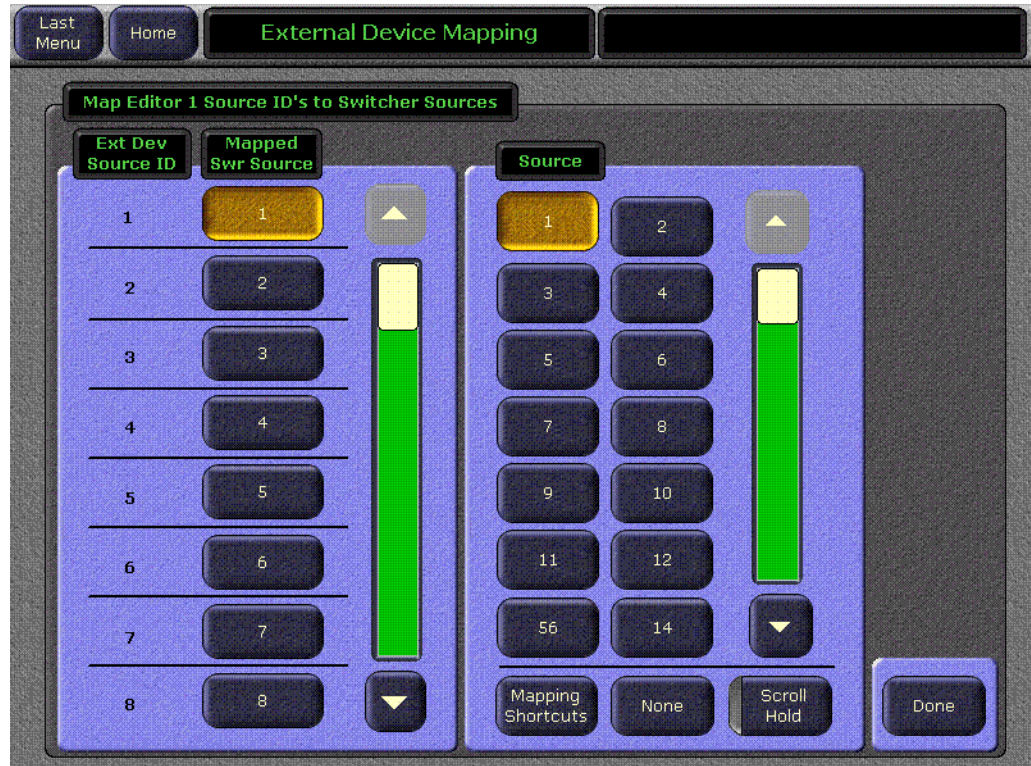 Last
Menu
Home
External Device Mapping
Map Editor 1 Source ID's to Switcher Sources
Ext Dev
Source ID
Mapped
Swr Source
Source
1 1
2 2
3 3
4 4
5 5
6 6
7 7
8 8
1 2
3 4
5 6
7 8
9 10
11 12
56 14
Mapping
Shortcuts
None
Scroll
Hold
Done